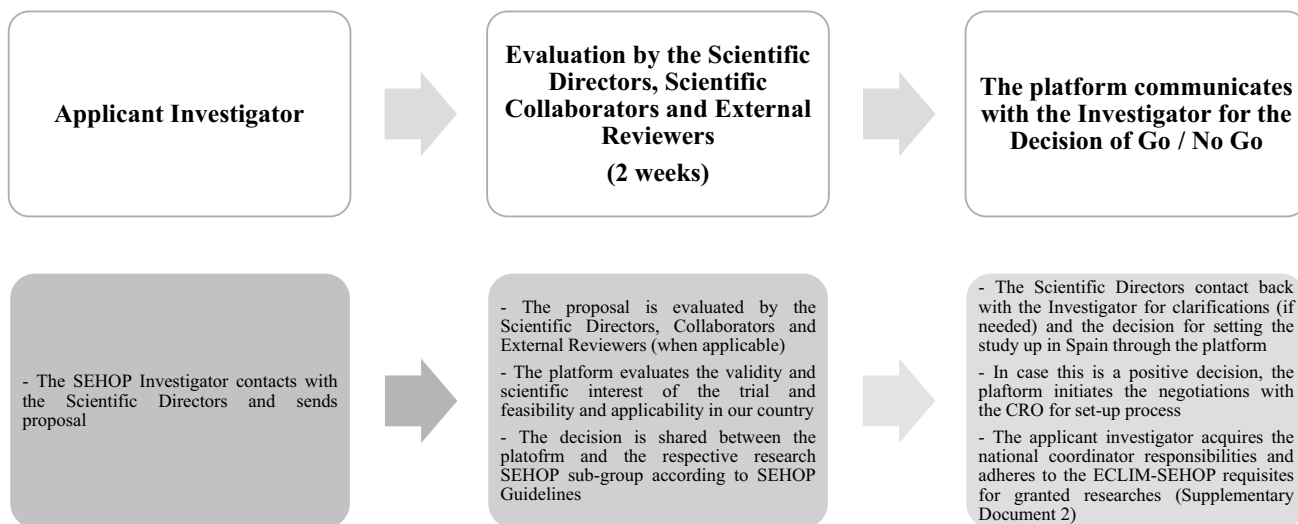 Applicant Investigator
Evaluation by the Scientific
Directors, Scientific
Collaborators and External
Reviewers
(2 weeks)
The platform communicates
with the Investigator for the
Decision of Go / No Go
- The SEHOP Investigator contacts with
the Scientific Directors and sends
proposal
- The proposal is evaluated by the
Scientific Directors, Collaborators and
External Reviewers (when applicable)
- The platform evaluates the validity and
scientific interest of the trial and
feasibility and applicability in our country
- The decision is shared between the
platofrm and the respective research
SEHOP sub-group according to SEHOP
Guidelines
- The Scientific Directors contact back
with the Investigator for clarifications (if
needed) and the decision for setting the
study up in Spain through the platform
- In case this is a positive decision, the
plaform initiates the negotiations with
the CRO for set-up process
- The applicant investigator acquires the
national coordinator responsibilities and
adheres to the ECLIM-SEHOP requisites
for granted researches (Supplementary
Document 2)